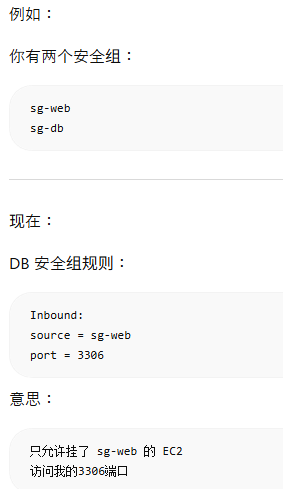 例如：
你有两个安全组：
sg-web
sg-db
现在：
DB 安全组规则：
Inbound:
source = sg-web
port = 3306
意思：
只允许挂了 sg-web 的 EC2
访问我的3306端口